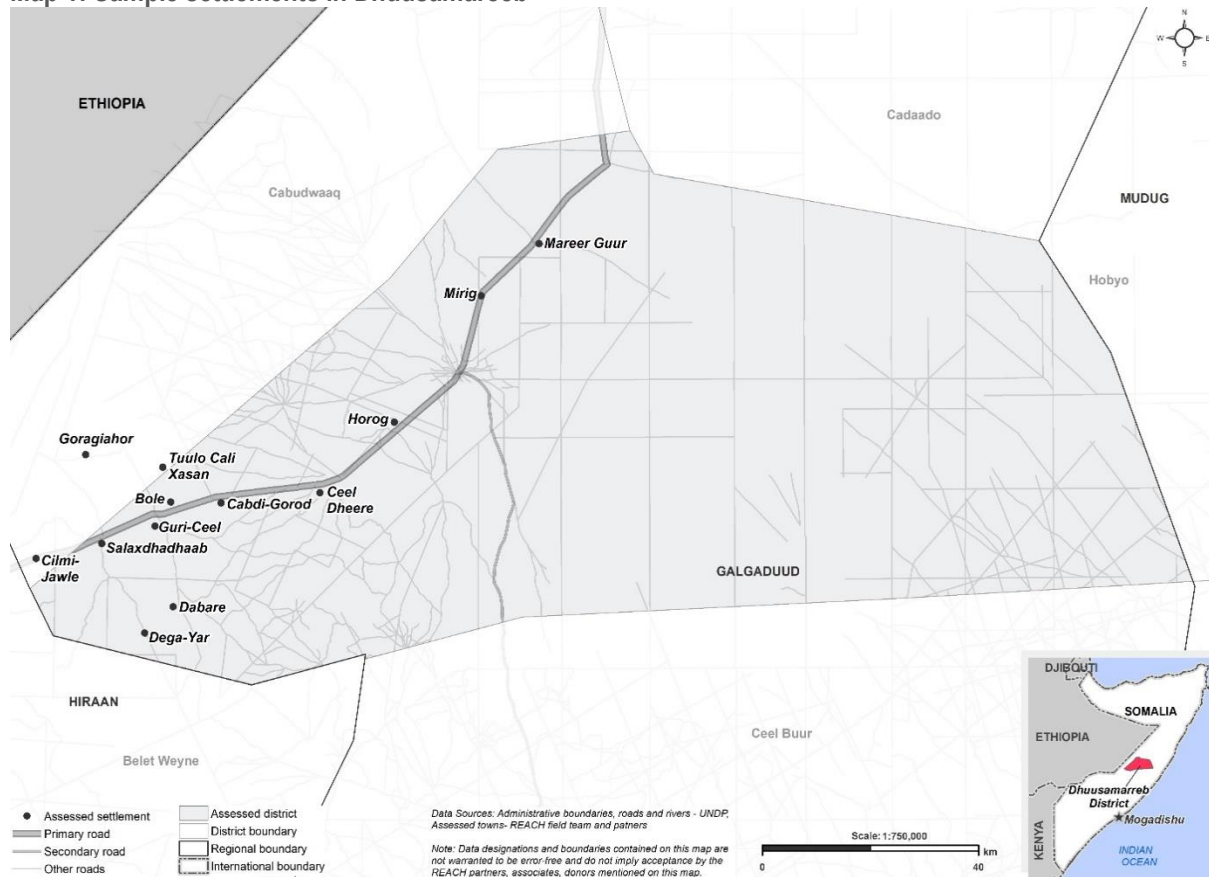 Map 1: Sample settlements in Dhuusamareeb
N
W
E
S
ETHIOPIA
Cadaado
Cabudwaaq
MUDUG
Mareer Guur
Hobyo
Mirig
Horog
Goragiahor
Tuulo Cali
Xasan
Bole
Cabdi-Gorod
Ceel
Dheere
Guri-Ceel
Salaxdhadhaab
Cilmi-
Jawle
GALGADUUD
Dabare
Dega-Yar
HIRAAN
Belet Weyne
Ceel Buur
Assessed settlement
Primary road
Secondary road
Other roads
Assessed district
District boundary
Regional boundary
International boundary
Data Sources: Administrative boundaries, roads and rivers - UNDP,
Assessed towns- REACH field team and patners
Note: Data designations and boundaries contained on this map are
not warranted to be error-free and do not imply acceptance by the
REACH partners, associates, donors mentioned on this map.
Scale: 1:750,000
km
0
40
DJIBOUTI
SOMALIA
ETHIOPIA
Dhuusamarreb
District
Mogadishu
KENYA
INDIAN
OCEAN